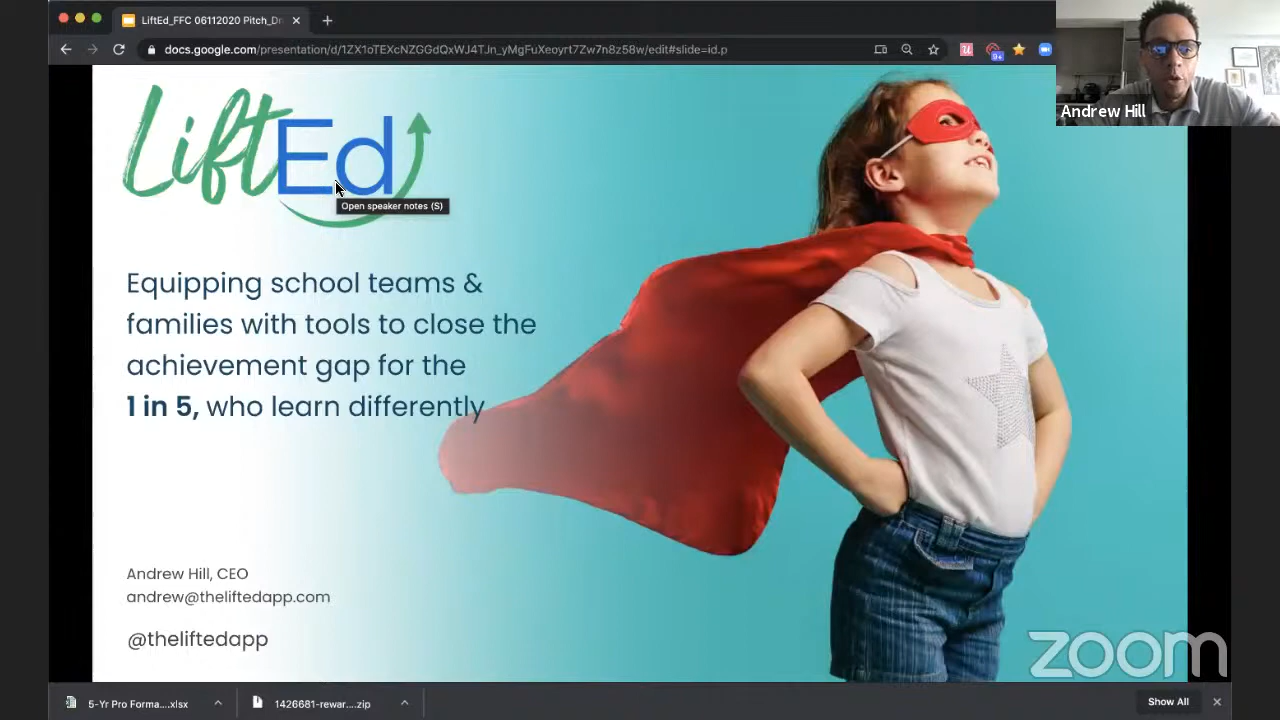 LiftEd_FFC 06112020 Pitch_Dr
docs.google.com/presentation/d/1ZX1oTEXcNZGGdQxWJ4TJn_yMgFuXeoyrt7Zw7n8z58w/edit#slide=id.p
9+
Andrew Hill
LiftEd
Open speaker notes (S)
Equipping school teams &
families with tools to close the
achievement gap for the
1 in 5, who learn differently
Andrew Hill, CEO
andrew@theliftedapp.com
@theliftedapp
zoom
5-Yr Pro Forma....xlsx
1426681-rewar....zip
Show All